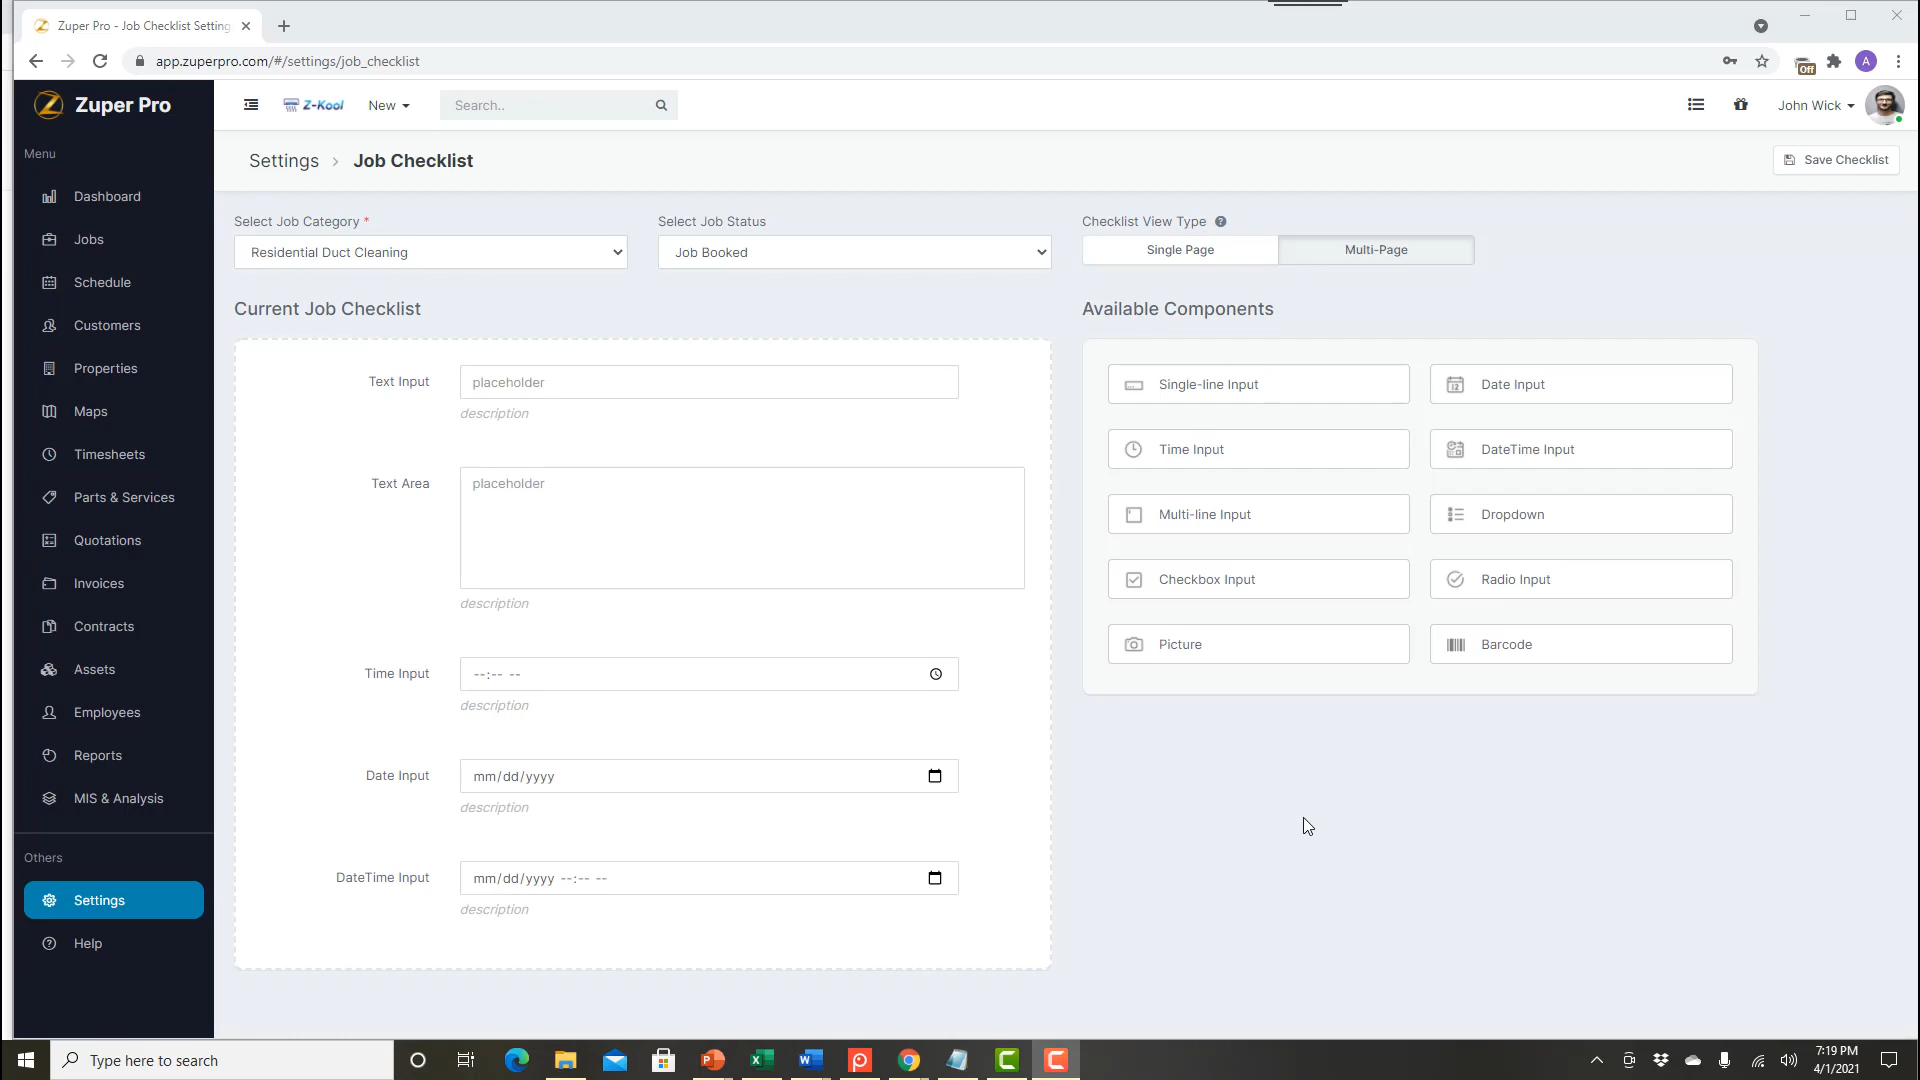 Zuper Pro - Job Checklist Setting
app.zuperpro.com/#/settings/job_checklist
Off
A
Zuper Pro
Z-Kool
New
Search..
John Wick
Menu
Settings > Job Checklist
Save Checklist
Dashboard
Jobs
Schedule
Customers
Properties
Maps
Timesheets
Parts & Services
Quotations
Invoices
Contracts
Assets
Employees
Reports
MIS & Analysis
Others
Settings
Help
Select Job Category *
Residential Duct Cleaning
Select Job Status
Job Booked
Checklist View Type
Single Page
Multi-Page
Current Job Checklist
Text Input
placeholder
description
Text Area
placeholder
description
Time Input
--:-- --
description
Date Input
mm/dd/yyyy
description
DateTime Input
mm/dd/yyyy --:-- --
description
Available Components
Single-line Input
Date Input
Time Input
DateTime Input
Multi-line Input
Dropdown
Checkbox Input
Radio Input
Picture
Barcode
Type here to search
7:19 PM
4/1/2021